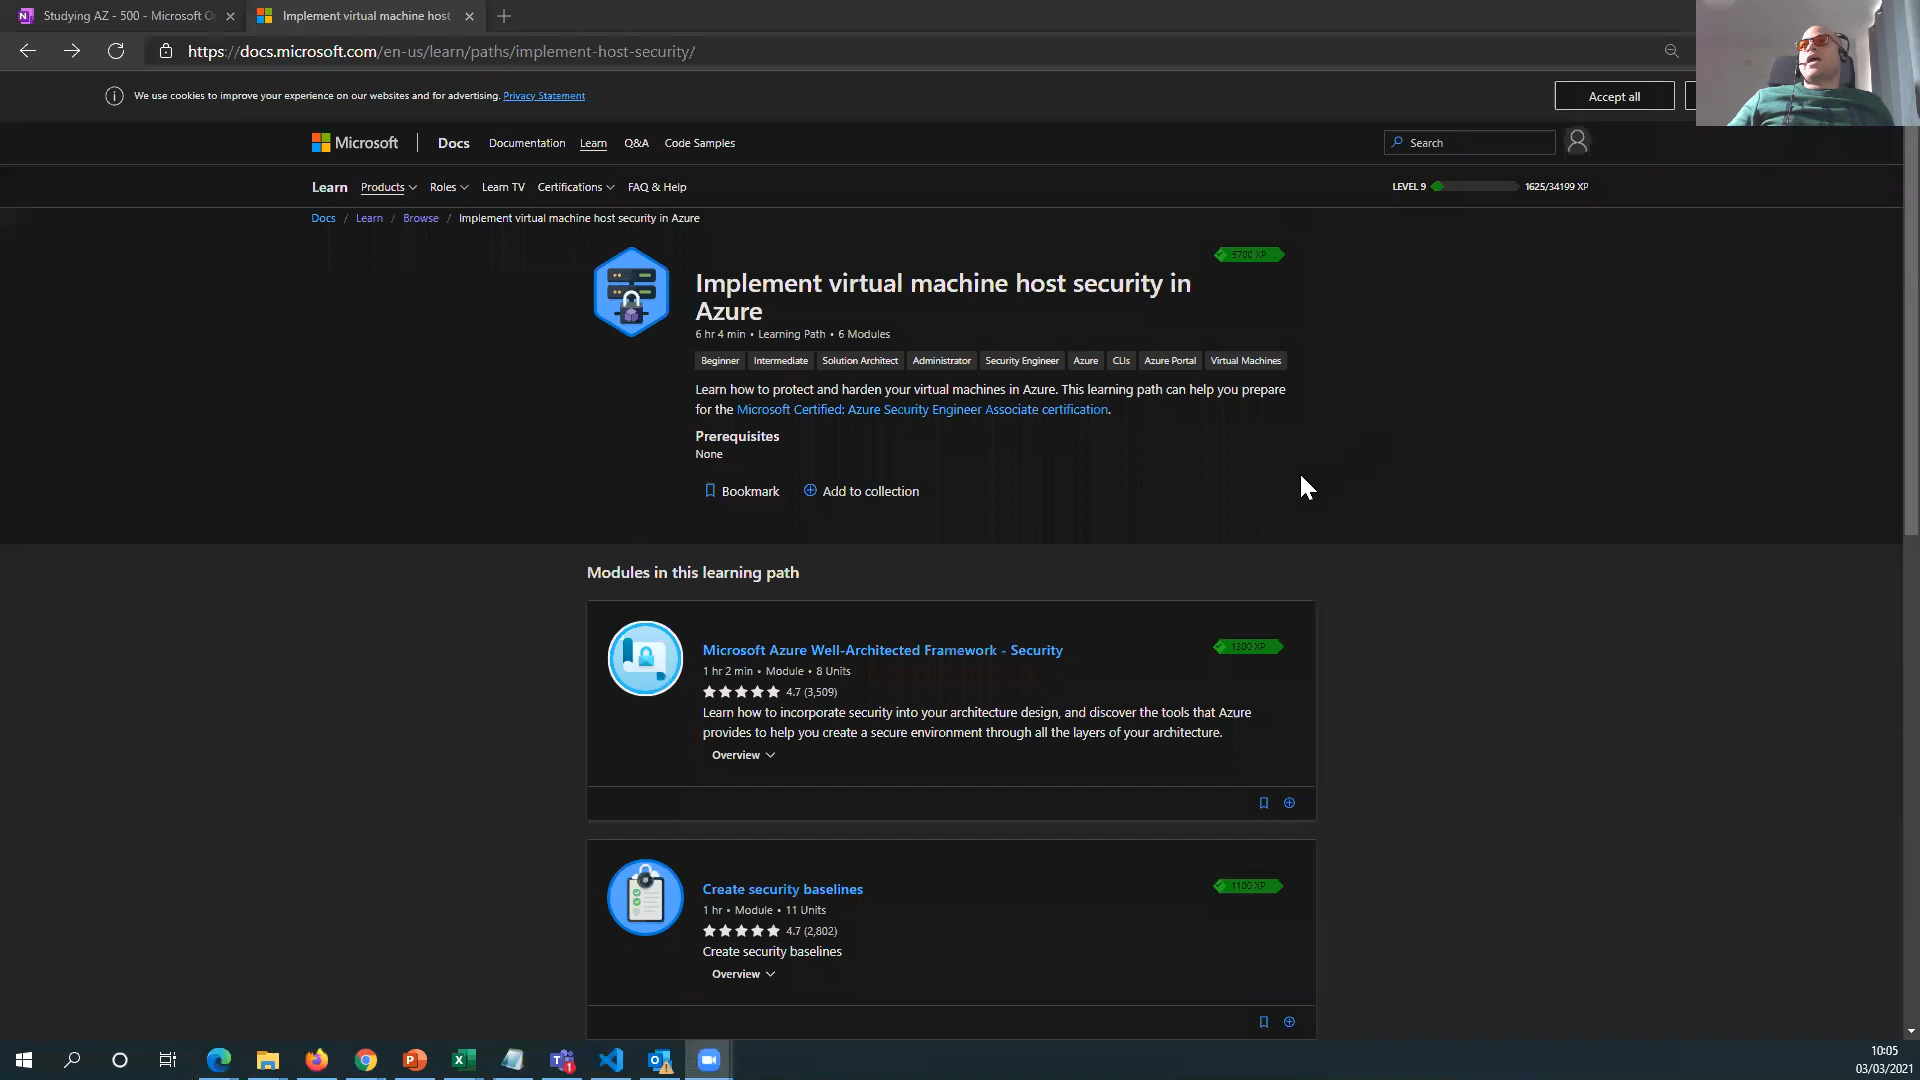 Studying AZ - 500 - Microsoft O
Implement virtual machine host
https://docs.microsoft.com/en-us/learn/paths/implement-host-security/
We use cookies to improve your experience on our websites and for advertising. Privacy Statement
Accept all
Microsoft
Docs
Documentation
Learn
Q&A
Code Samples
Search
Learn
Products
Roles
Learn TV
Certifications
FAQ & Help
LEVEL 9
1625/34199 XP
Docs / Learn / Browse / Implement virtual machine host security in Azure
5700 XP
Implement virtual machine host security in
Azure
6 hr 4 min • Learning Path • 6 Modules
Beginner
Intermediate
Solution Architect
Administrator
Security Engineer
Azure
CLIs
Azure Portal
Virtual Machines
Learn how to protect and harden your virtual machines in Azure. This learning path can help you prepare
for the Microsoft Certified: Azure Security Engineer Associate certification.
Prerequisites
None
Bookmark
Add to collection
Modules in this learning path
Microsoft Azure Well-Architected Framework - Security
1300 XP
1 hr 2 min • Module • 8 Units
4.7 (3,509)
Learn how to incorporate security into your architecture design, and discover the tools that Azure
provides to help you create a secure environment through all the layers of your architecture.
Overview
Create security baselines
1100 XP
1 hr • Module • 11 Units
4.7 (2,802)
Create security baselines
Overview
10:05
03/03/2021